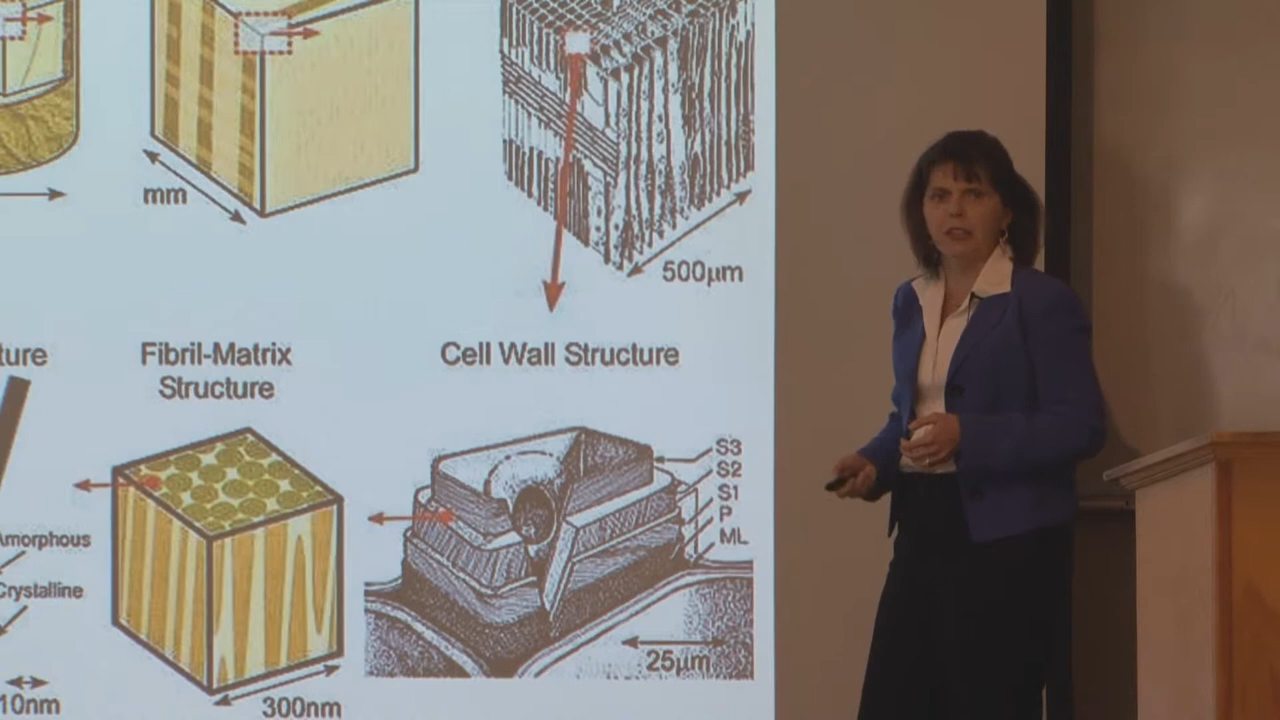 mm
500µm
ture
Fibril-Matrix
Structure
Cell Wall Structure
S3
S2
S1
P
ML
Amorphous
Crystalline
10nm
300nm
25µm